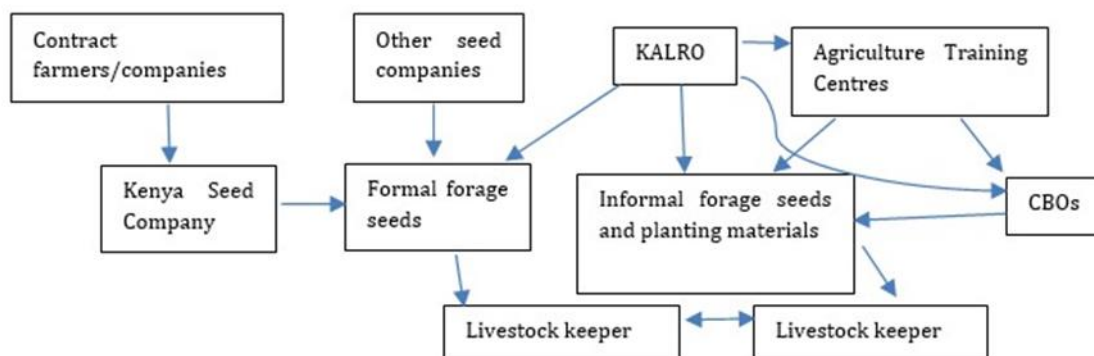 Contract
farmers/companies
Other seed
companies
KALRO
Agriculture Training
Centres
Kenya Seed
Company
Formal forage
seeds
Informal forage seeds
and planting materials
CBOs
Livestock keeper
Livestock keeper